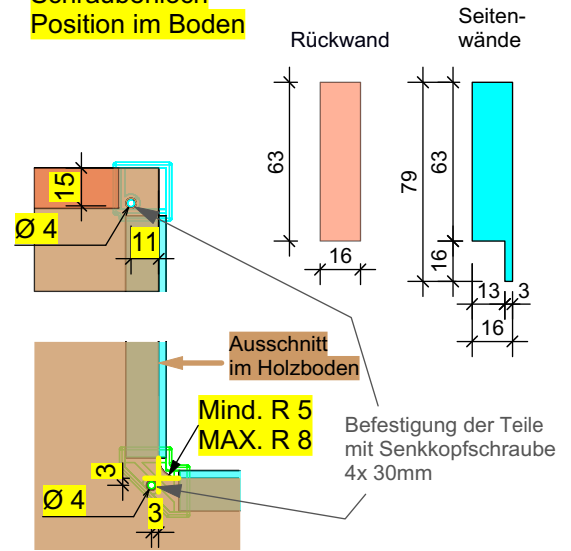 Position im Boden
Rückwand
Seiten-
wände
63
16
79
63
16
13
3
16
15
Ø 4
11
Ausschnitt
im Holzboden
Mind. R 5
MAX. R 8
3
Ø 4
3
Befestigung der Teile
mit Senkkopfschraube
4x 30mm